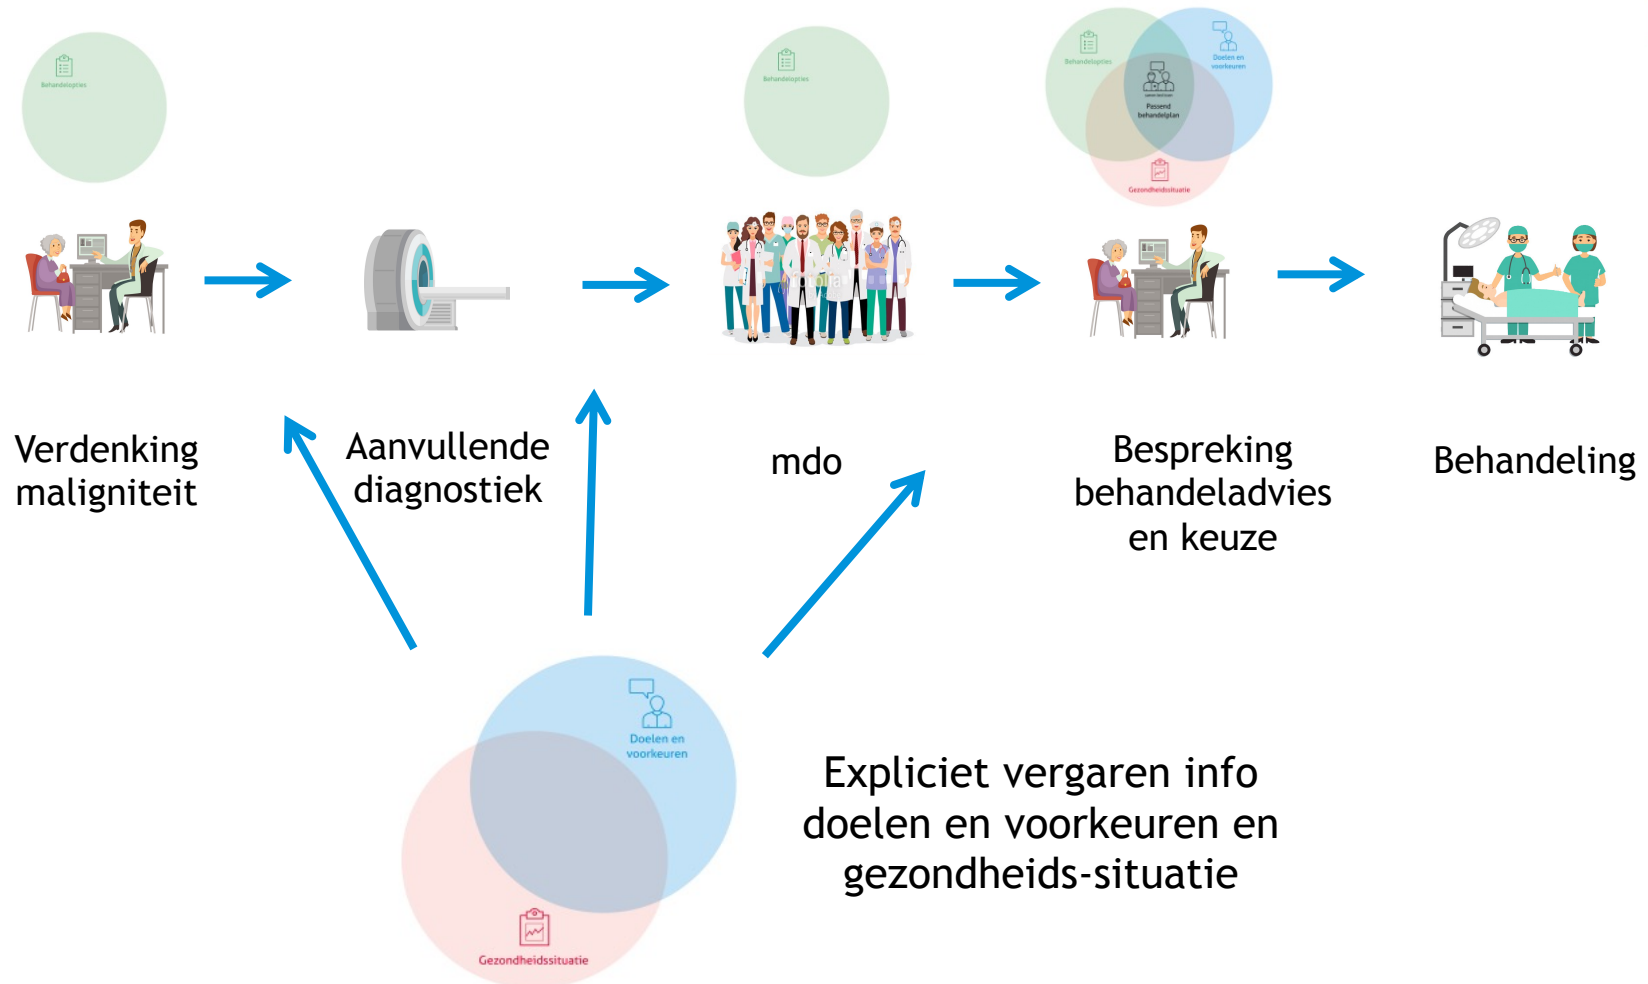 Behandelopties
Behandelopties
Behandelopties
Doelen en
voorkeuren
Passend
behandelplan
Gezondheidssituatie
Verdenking
maligniteit
Aanvullende
diagnostiek
mdo
Bespreking
behandeladvies
en keuze
Behandeling
Doelen en
voorkeuren
Gezondheidssituatie
Expliciet vergaren info
doelen en voorkeuren en
gezondheids-situatie